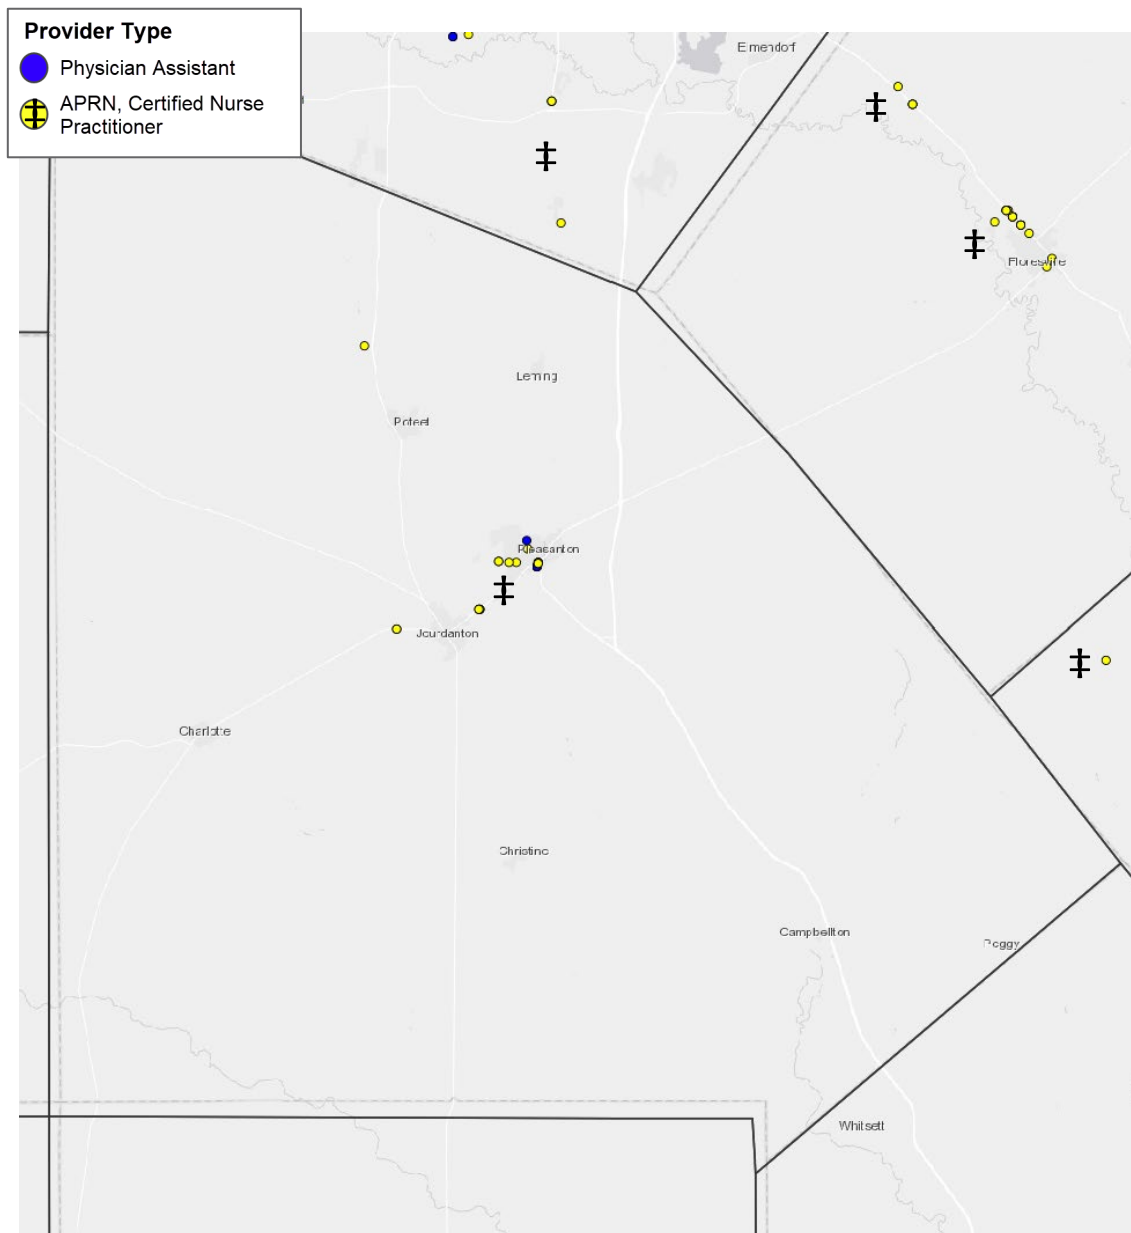 Provider Type
Physician Assistant
APRN, Certified Nurse
Practitioner
Elmendorf
Floresville
Leming
Poteet
Pleasanton
Jourdanton
Charlotte
Christine
Campbellton
Peggy
Whitsett